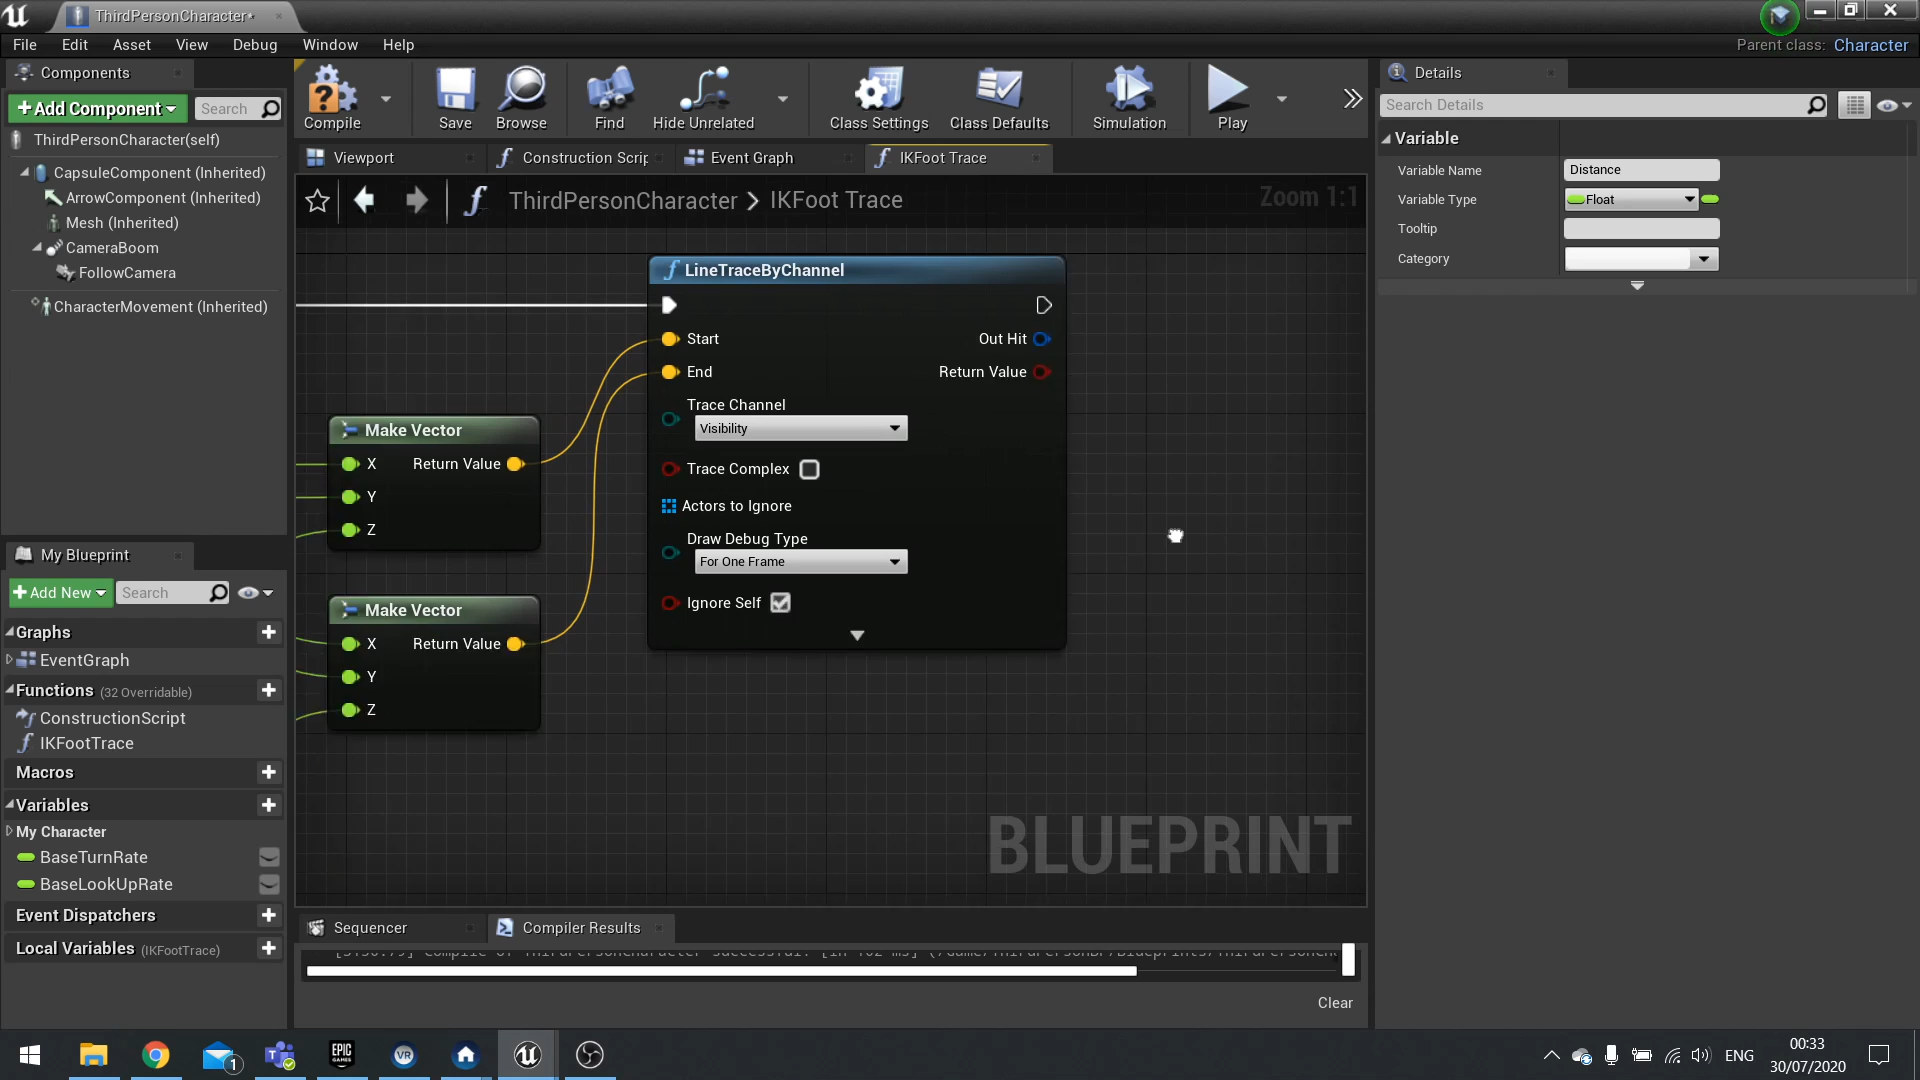 ThirdPersonCharacter*
File Edit Asset View Debug Window Help
Parent class: Character
Components
+Add Component
Search
ThirdPersonCharacter(self)
CapsuleComponent (Inherited)
ArrowComponent (Inherited)
Mesh (Inherited)
CameraBoom
FollowCamera
CharacterMovement (Inherited)
My Blueprint
+Add New
Search
Graphs
EventGraph
Functions (32 Overridable)
ConstructionScript
IKFootTrace
Macros
Variables
My Character
BaseTurnRate
BaseLookUpRate
Event Dispatchers
Local Variables (IKFootTrace)
Compile Save Browse Find Hide Unrelated Class Settings Class Defaults Simulation Play
Viewport
Construction Scrip
Event Graph
IKFoot Trace
ThirdPersonCharacter > IKFoot Trace
Zoom 1:1
LineTraceByChannel
Start
Out Hit
End
Return Value
Trace Channel
Visibility
Trace Complex
Actors to Ignore
Draw Debug Type
For One Frame
Ignore Self
Make Vector
X Return Value
Y
Z
Make Vector
X Return Value
Y
Z
BLUEPRINT
Sequencer
Compiler Results
Clear
Details
Search Details
Variable
Variable Name Distance
Variable Type Float
Tooltip
Category
1
EPIC
GAMES
VR
ENG
00:33
30/07/2020